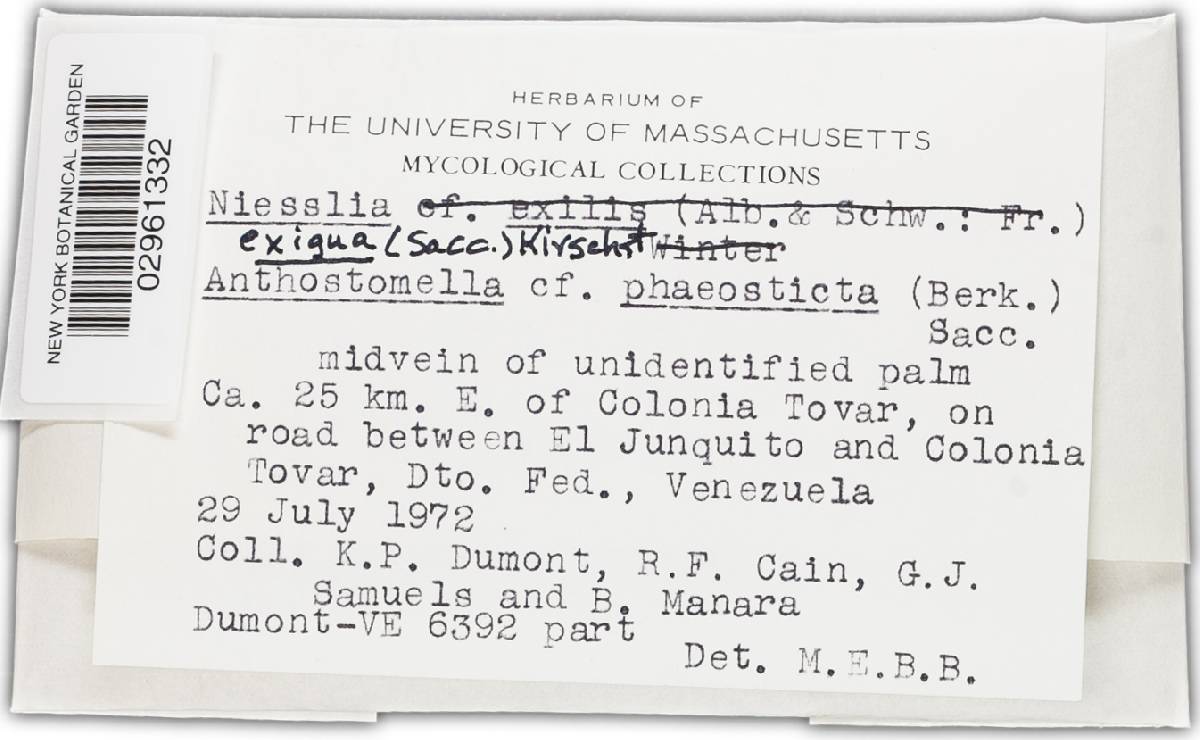 NEW YORK BOTANICAL GARDEN
02961332
HERBARIUM OF
THE UNIVERSITY OF MASSACHUSETTS
MYCOLOGICAL COLLECTIONS
Niesslia cf. exilis (Alb. & Schw.: Fr.)
exigua (Sacc.) Kirschst Winter
Anthostomella cf. phaeosticta (Berk.)
Sacc.
midvein of unidentified palm
Ca. 25 km. E. of Colonia Tovar, on
road between El Junquito and Colonia
Tovar, Dto. Fed., Venezuela
29 July 1972
Coll. K.P. Dumont, R.F. Cain, G.J.
Samuels and B. Manara
Dumont-VE 6392 part
Det. M.E.B.B.